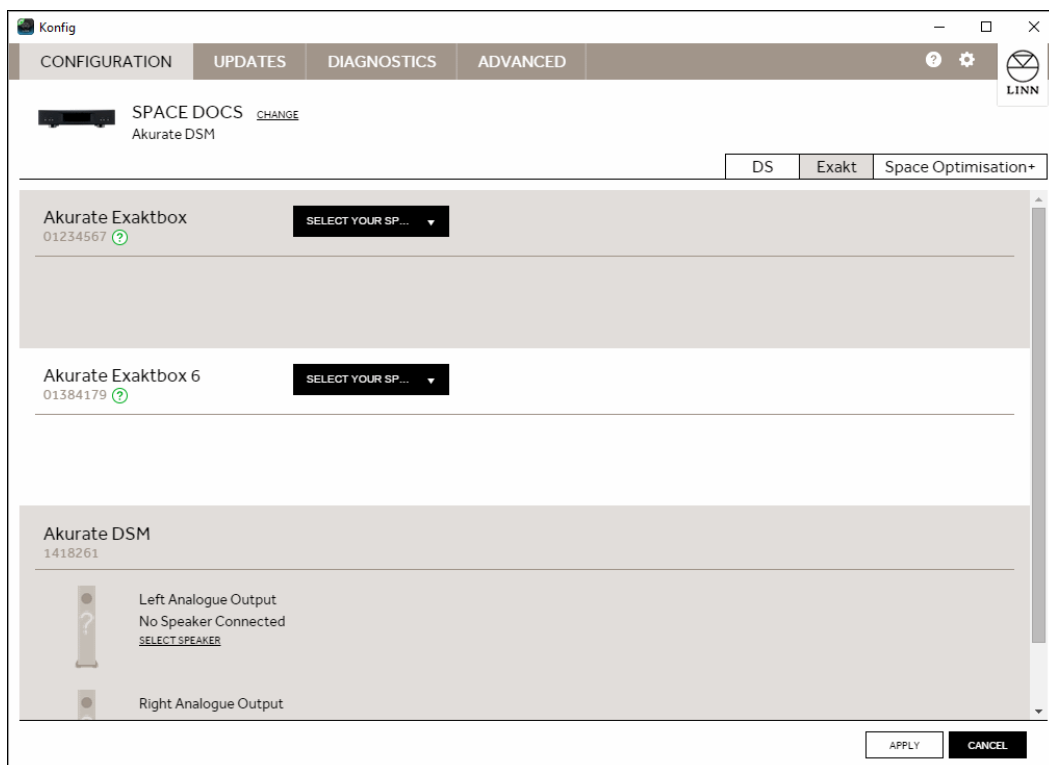 Konfig
CONFIGURATION UPDATES DIAGNOSTICS ADVANCED
?
LINN
SPACE DOCS CHANGE
Akurate DSM
DS Exakt Space Optimisation+
Akurate Exaktbox
SELECT YOUR SP... ▼
01234567 ?
Akurate Exaktbox 6
SELECT YOUR SP... ▼
01384179 ?
Akurate DSM
1418261
?
Left Analogue Output
No Speaker Connected
SELECT SPEAKER
Right Analogue Output
APPLY CANCEL